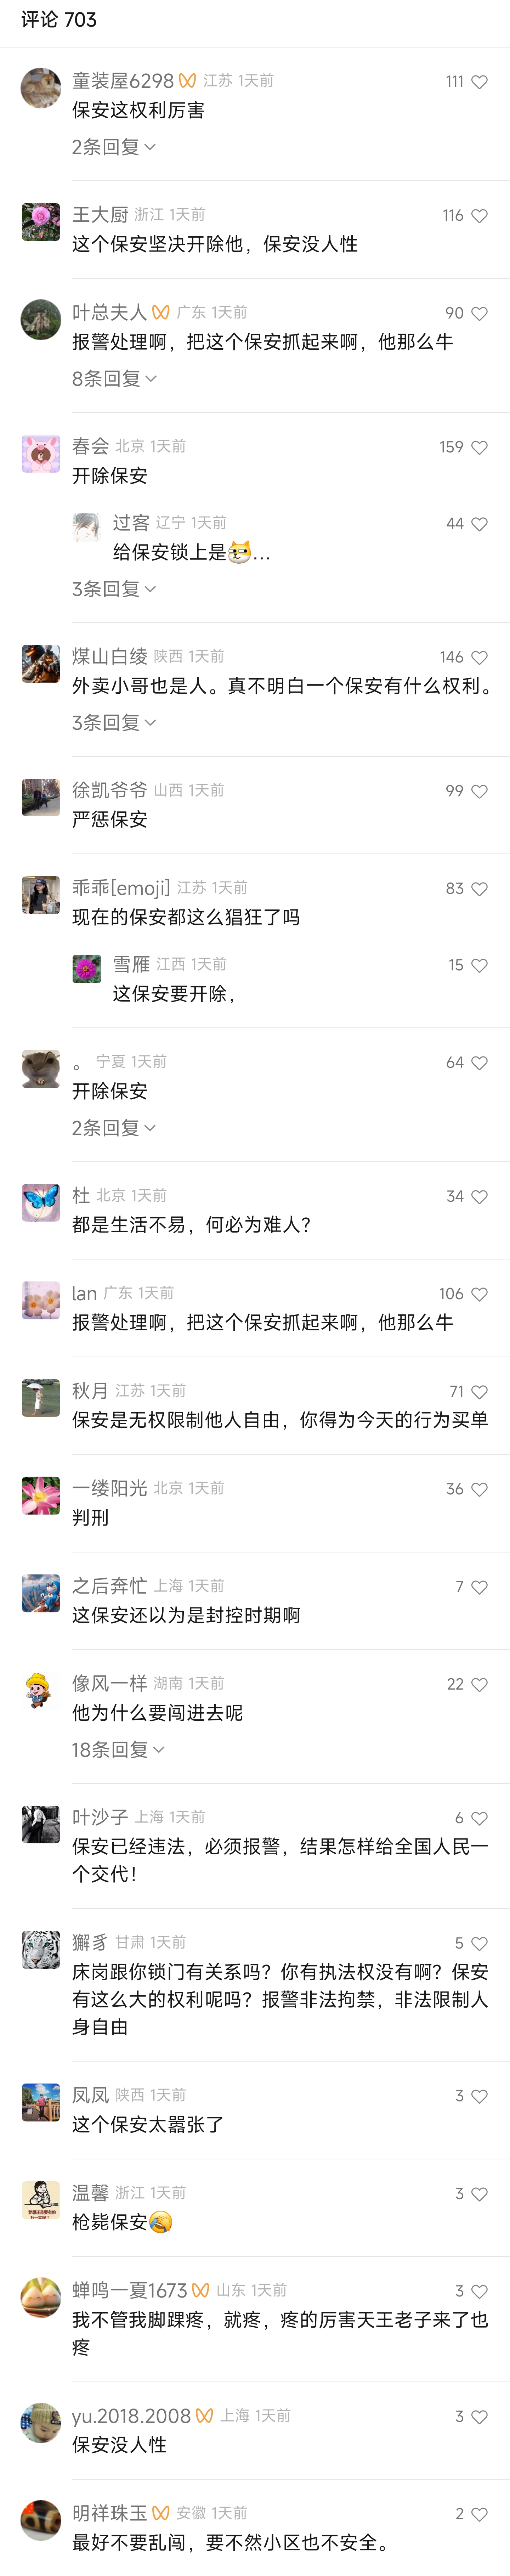 评论 703
童装屋6298 江苏 1天前 111
保安这权利厉害
2条回复
王大厨 浙江 1天前 116
这个保安坚决开除他，保安没人性
叶总夫人 广东 1天前 90
报警处理啊，把这个保安抓起来啊，他那么牛
8条回复
春会 北京 1天前 159
开除保安
过客 辽宁 1天前 44
给保安锁上是🐶...
3条回复
煤山白绫 陕西 1天前 146
外卖小哥也是人。真不明白一个保安有什么权利。
3条回复
徐凯爷爷 山西 1天前 99
严惩保安
乖乖[emoji] 江苏 1天前 83
现在的保安都这么猖狂了吗
雪雁 江西 1天前 15
这保安要开除，
。 宁夏 1天前 64
开除保安
2条回复
杜 北京 1天前 34
都是生活不易，何必为难人？
lan 广东 1天前 106
报警处理啊，把这个保安抓起来啊，他那么牛
秋月 江苏 1天前 71
保安是无权限制他人自由，你得为今天的行为买单
一缕阳光 北京 1天前 36
判刑
之后奔忙 上海 1天前 7
这保安还以为是封控时期啊
像风一样 湖南 1天前 22
他为什么要闯进去呢
18条回复
叶沙子 上海 1天前 6
保安已经违法，必须报警，结果怎样给全国人民一
个交代！
獬豸 甘肃 1天前 5
床岗跟你锁门有关系吗？你有执法权没有啊？保安
有这么大的权利呢吗？报警非法拘禁，非法限制人
身自由
凤凤 陕西 1天前 3
这个保安太嚣张了
温馨 浙江 1天前 3
枪毙保安🤣
蝉鸣一夏1673 山东 1天前 3
我不管我脚踝疼，就疼，疼的厉害天王老子来了也
疼
yu.2018.2008 上海 1天前 3
保安没人性
明祥珠玉 安徽 1天前 2
最好不要乱闯，要不然小区也不安全。